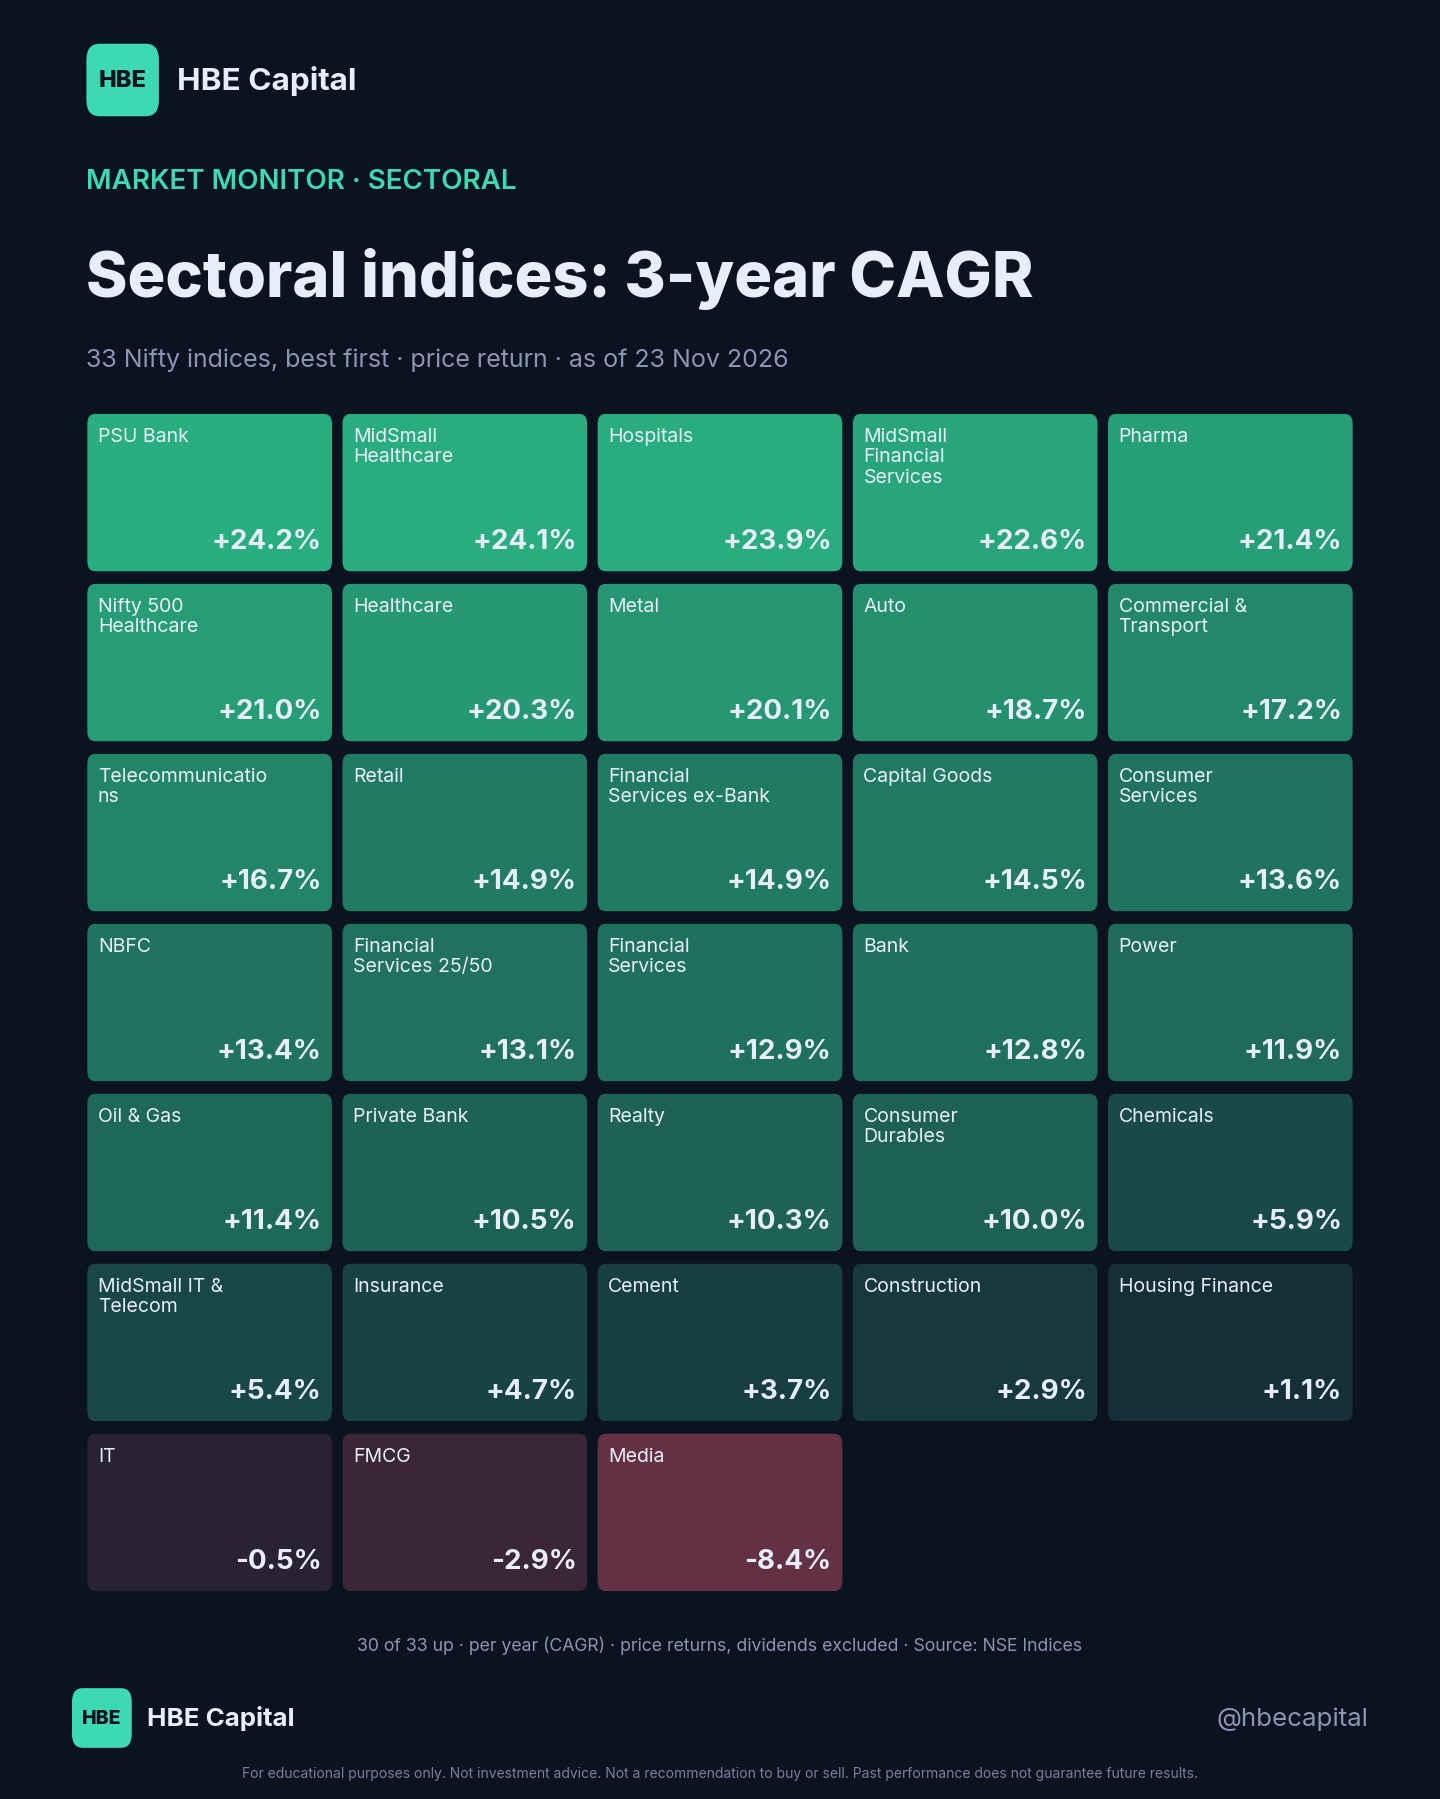 HBE
HBE Capital
MARKET MONITOR · SECTORAL
Sectoral indices: 3-year CAGR
33 Nifty indices, best first · price return · as of 23 Nov 2026
PSU Bank
+24.2%
MidSmall
Healthcare
+24.1%
Hospitals
+23.9%
MidSmall
Financial
Services
+22.6%
Pharma
+21.4%
Nifty 500
Healthcare
+21.0%
Healthcare
+20.3%
Metal
+20.1%
Auto
+18.7%
Commercial &
Transport
+17.2%
Telecommunicatio
ns
+16.7%
Retail
+14.9%
Financial
Services ex-Bank
+14.9%
Capital Goods
+14.5%
Consumer
Services
+13.6%
NBFC
+13.4%
Financial
Services 25/50
+13.1%
Financial
Services
+12.9%
Bank
+12.8%
Power
+11.9%
Oil & Gas
+11.4%
Private Bank
+10.5%
Realty
+10.3%
Consumer
Durables
+10.0%
Chemicals
+5.9%
MidSmall IT &
Telecom
+5.4%
Insurance
+4.7%
Cement
+3.7%
Construction
+2.9%
Housing Finance
+1.1%
IT
-0.5%
FMCG
-2.9%
Media
-8.4%
30 of 33 up · per year (CAGR) · price returns, dividends excluded · Source: NSE Indices
HBE
HBE Capital
@hbecapital
For educational purposes only. Not investment advice. Not a recommendation to buy or sell. Past performance does not guarantee future results.